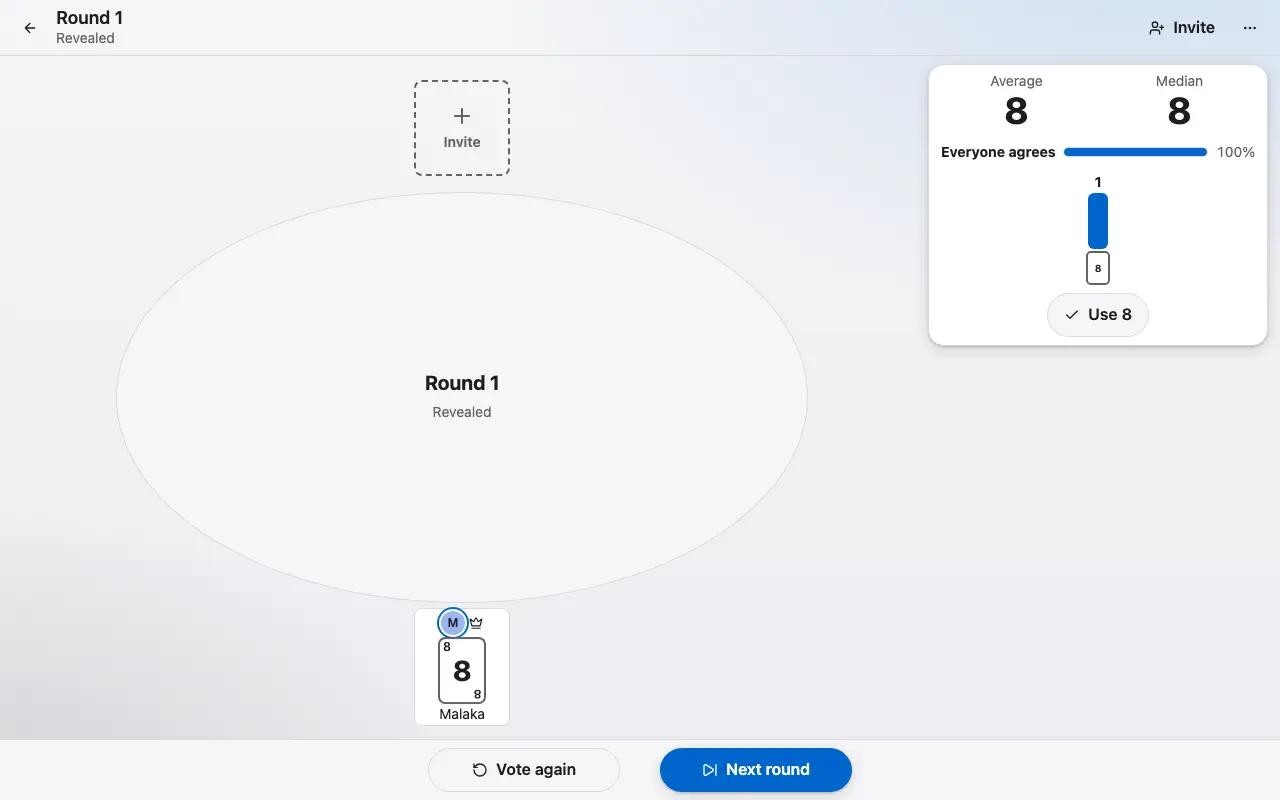 Round 1
Revealed
Invite
Invite
Average
8
Median
8
Everyone agrees
100%
1
8
Use 8
Round 1
Revealed
M
8
8
8
Malaka
Vote again
Next round